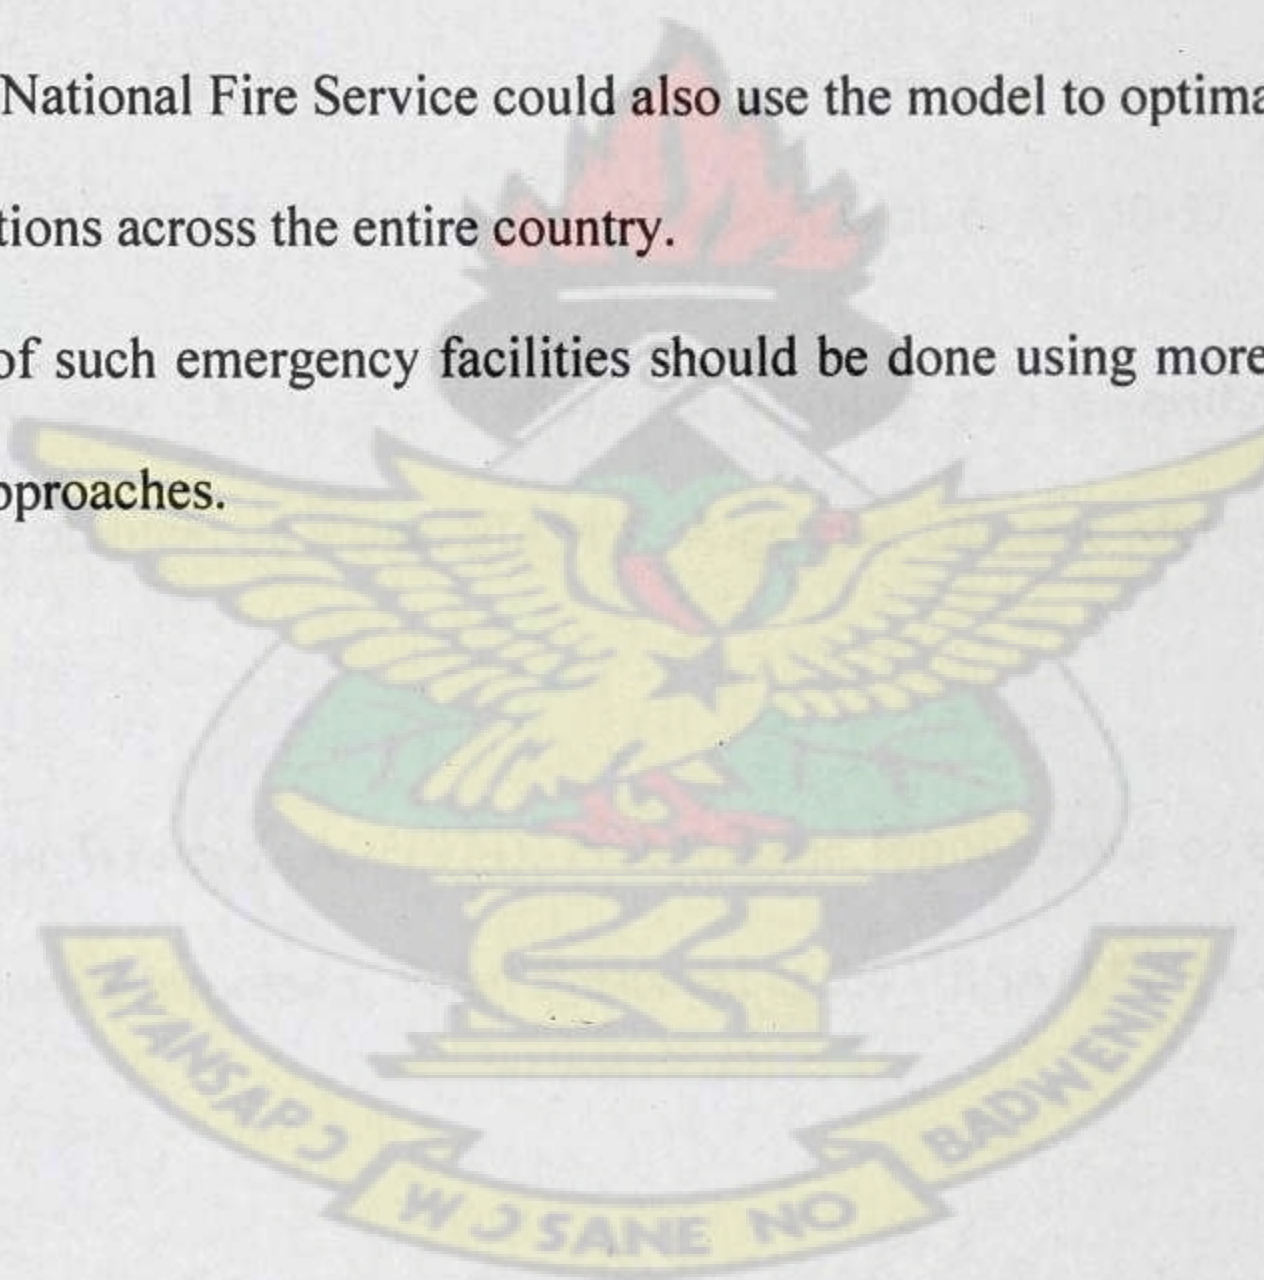 National Fire Service could also use the model to optima
tions across the entire country.
of such emergency facilities should be done using more
pproaches.
NYANSAPƆ
WƆSANE NO
BADWENMA